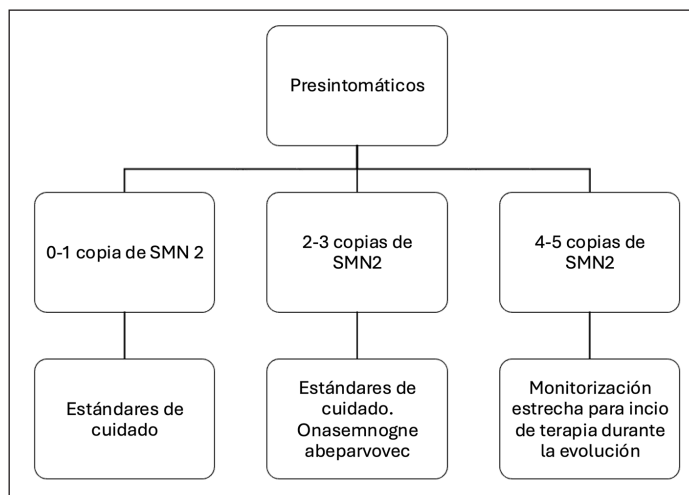 Presintomáticos
0-1 copia de SMN 2
2-3 copias de
SMN2
4-5 copias de
SMN2
Estándares de
cuidado
Estándares de
cuidado.
Onasemnogne
abeparvovec
Monitorización
estrecha para incio
de terapia durante
la evolución